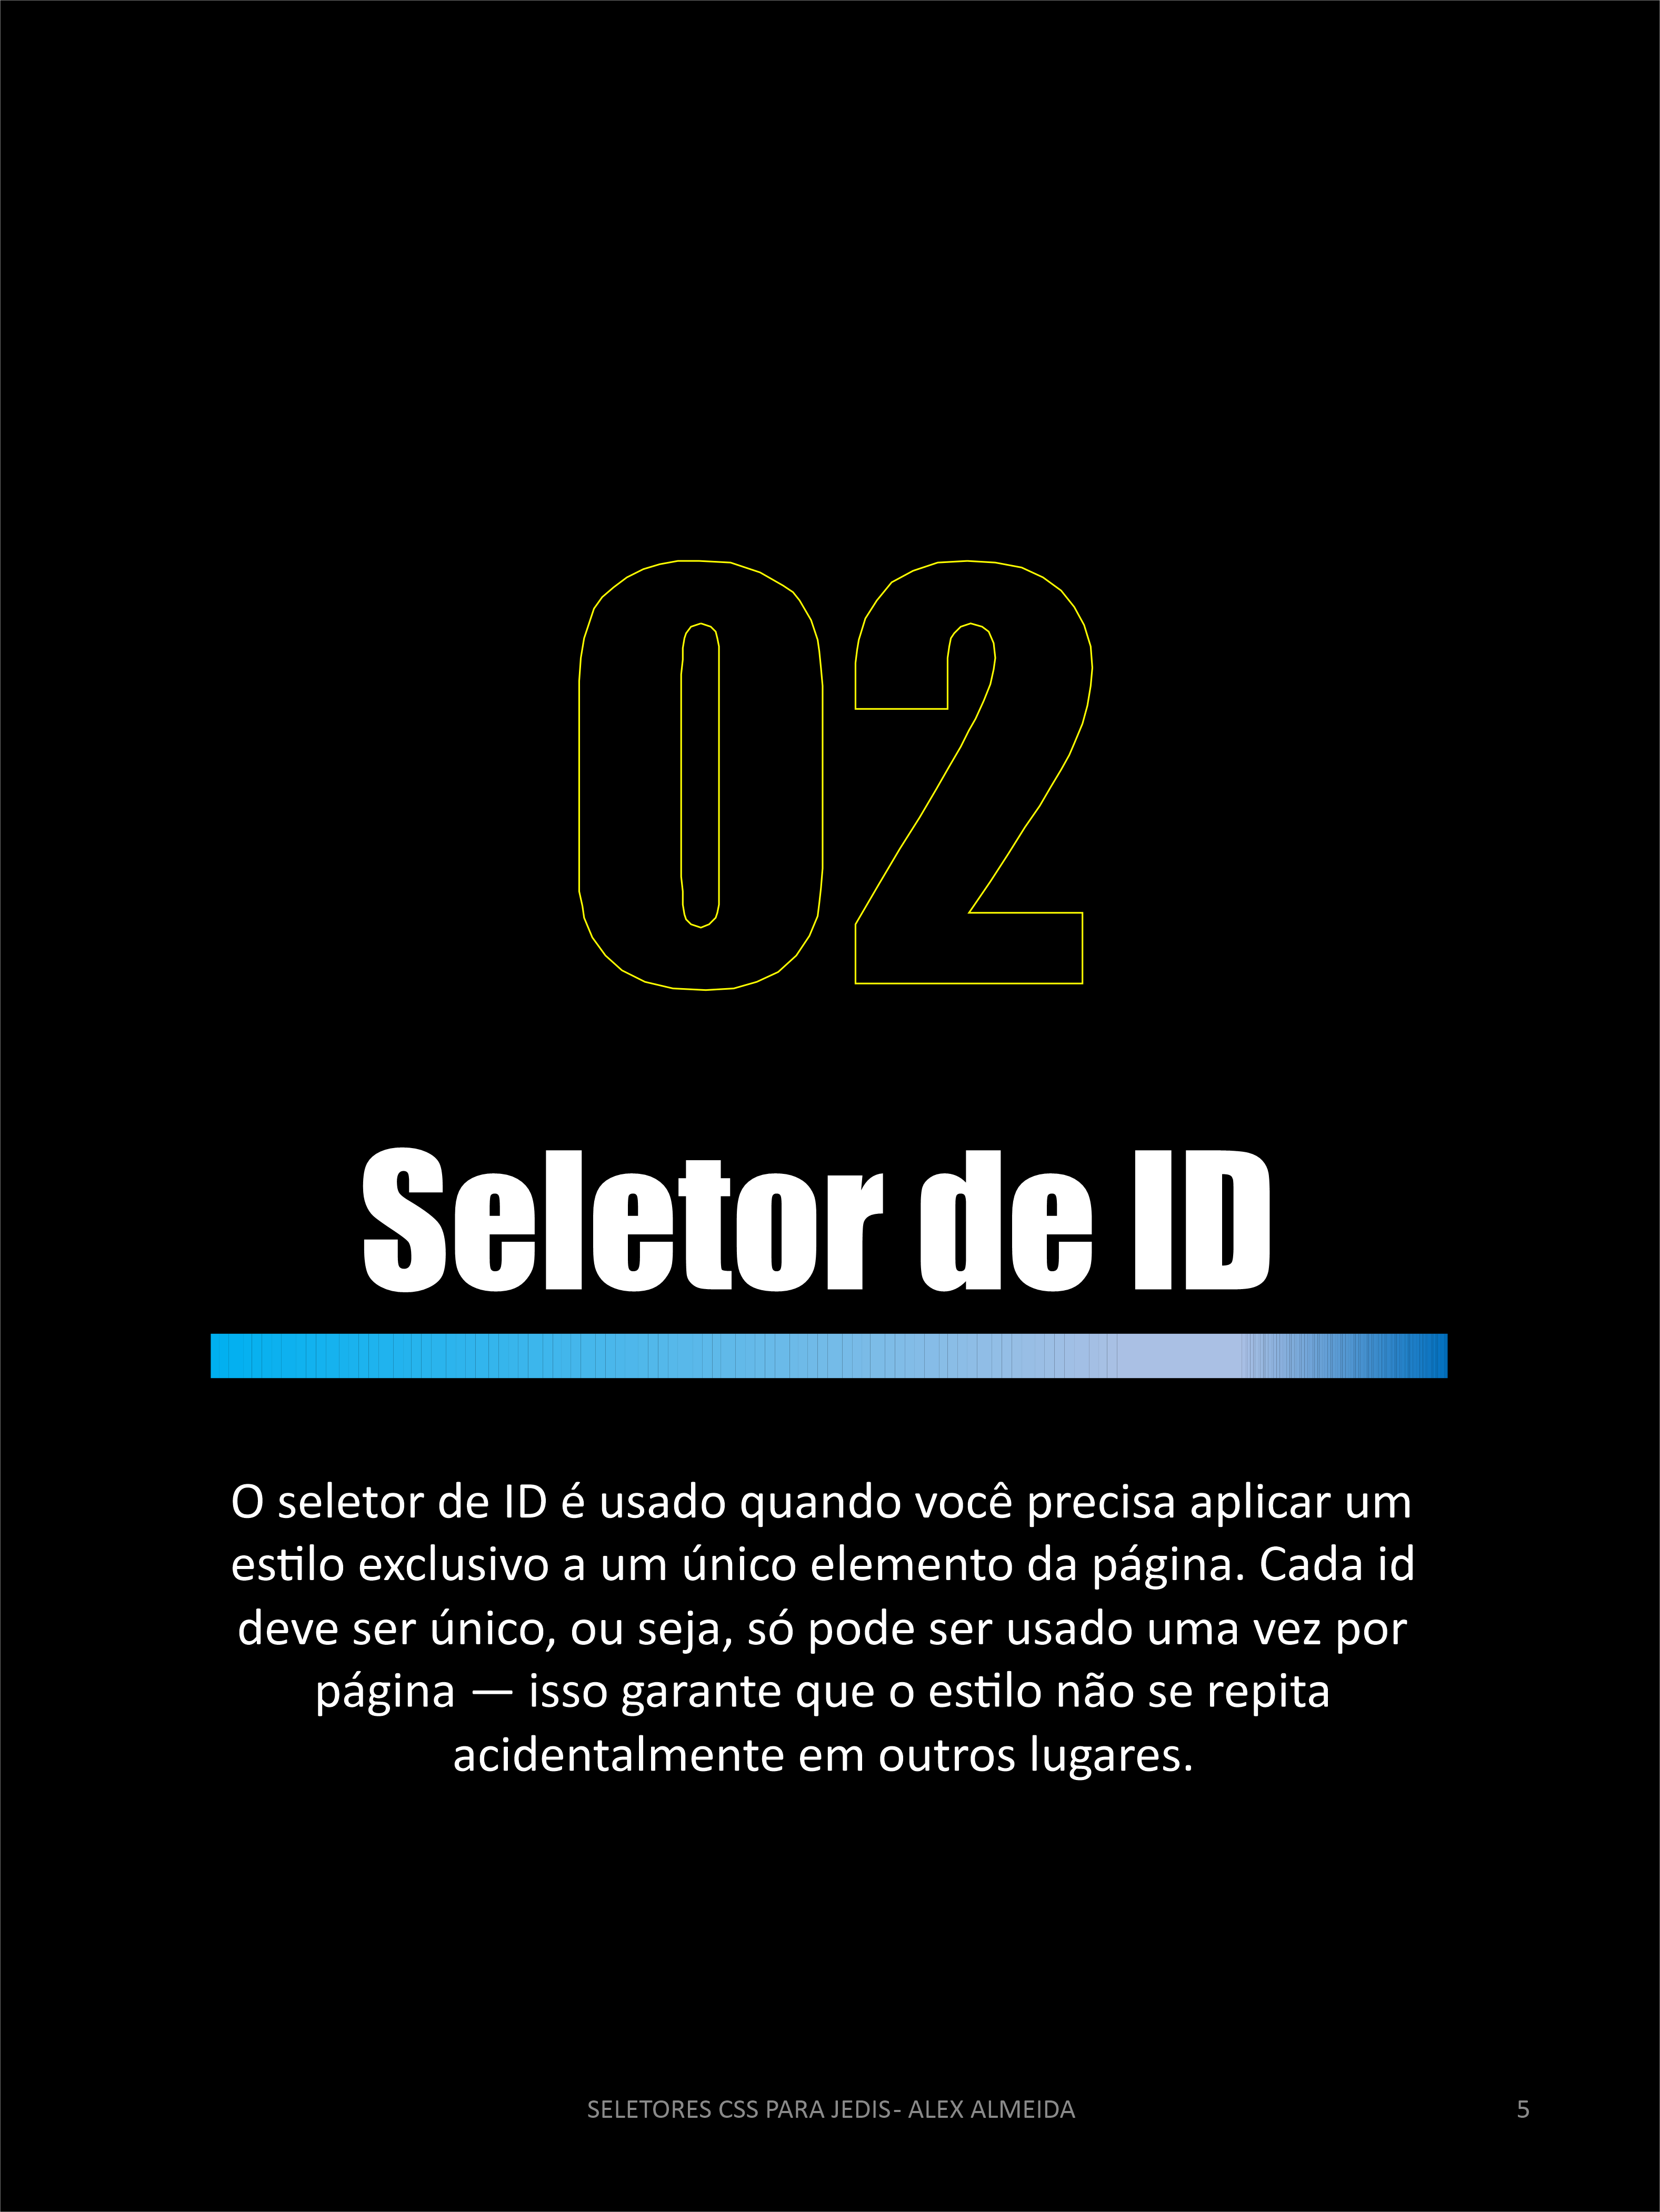 02
Seletor de ID
O seletor de ID é usado quando você precisa aplicar um
estilo exclusivo a um único elemento da página. Cada id
deve ser único, ou seja, só pode ser usado uma vez por
página — isso garante que o estilo não se repita
acidentalmente em outros lugares.
SELETORES CSS PARA JEDIS- ALEX ALMEIDA
5